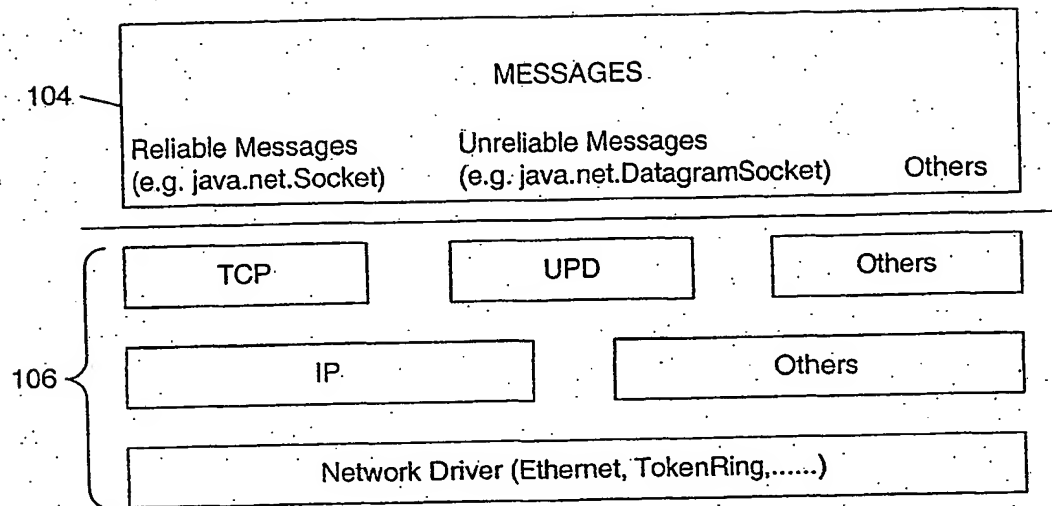 MESSAGES
104
Reliable Messages
(e.g. java.net.Socket)
Unreliable Messages
(e.g. java.net.DatagramSocket)
Others
TCP
UPD
Others
106
IP
Others
Network Driver (Ethernet, TokenRing,......)